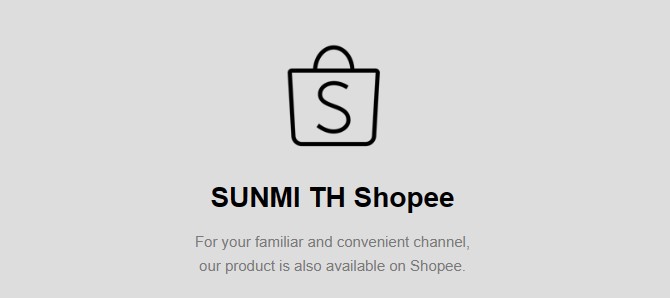 S
SUNMI TH Shopee
For your familiar and convenient channel,
our product is also available on Shopee.